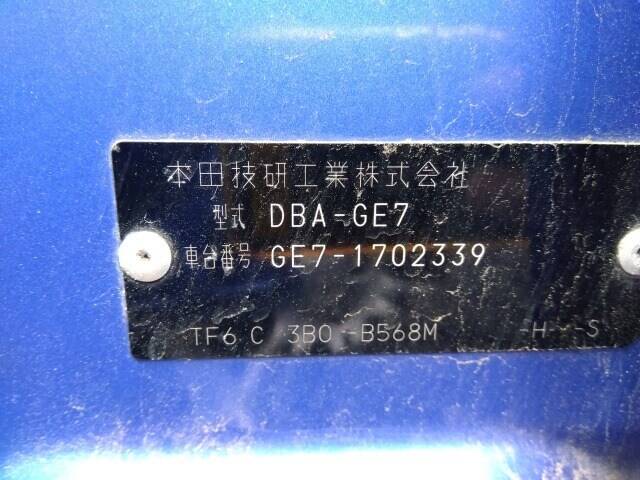 本田技研工業株式会社
型式 DBA-GE7
車台番号 GE7-1702339
TF6 C 3B0 -B568M -H--S